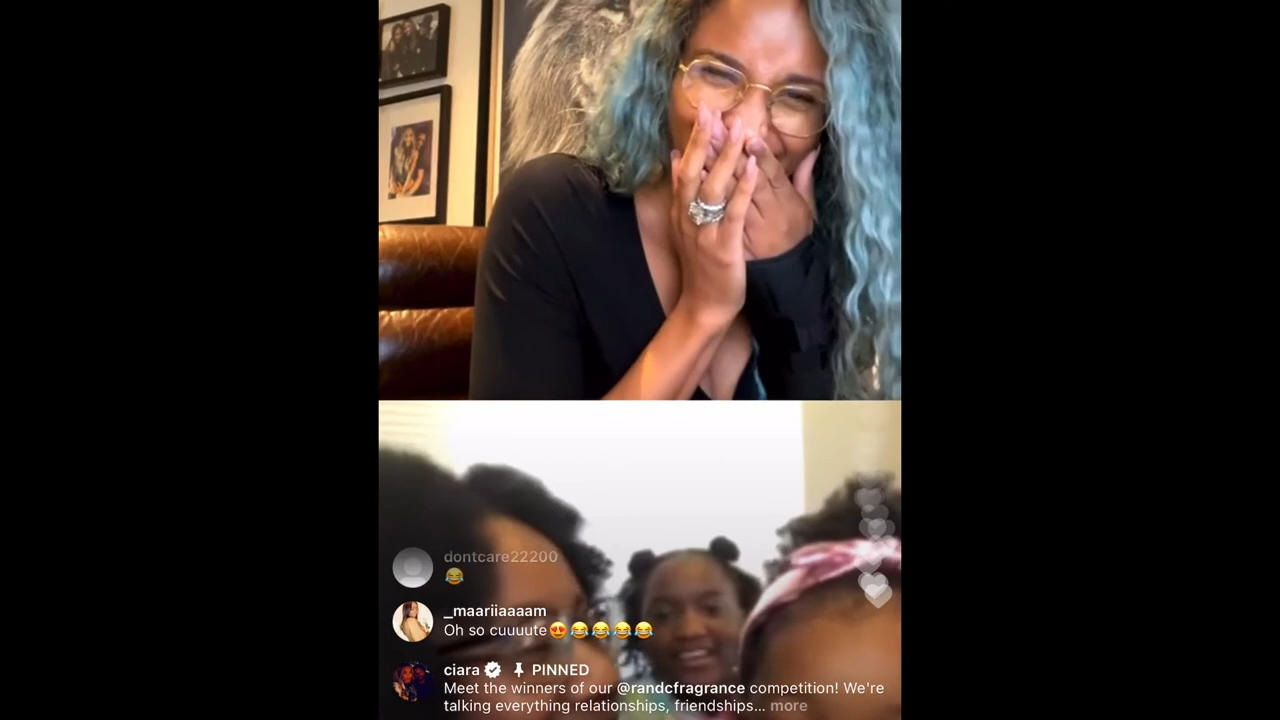 dontcare22200
😂
_maariiaaaam
Oh so cuuuute😍😂😂😂😂
ciara PINNED
Meet the winners of our @randcfragrance competition! We're
talking everything relationships, friendships... more